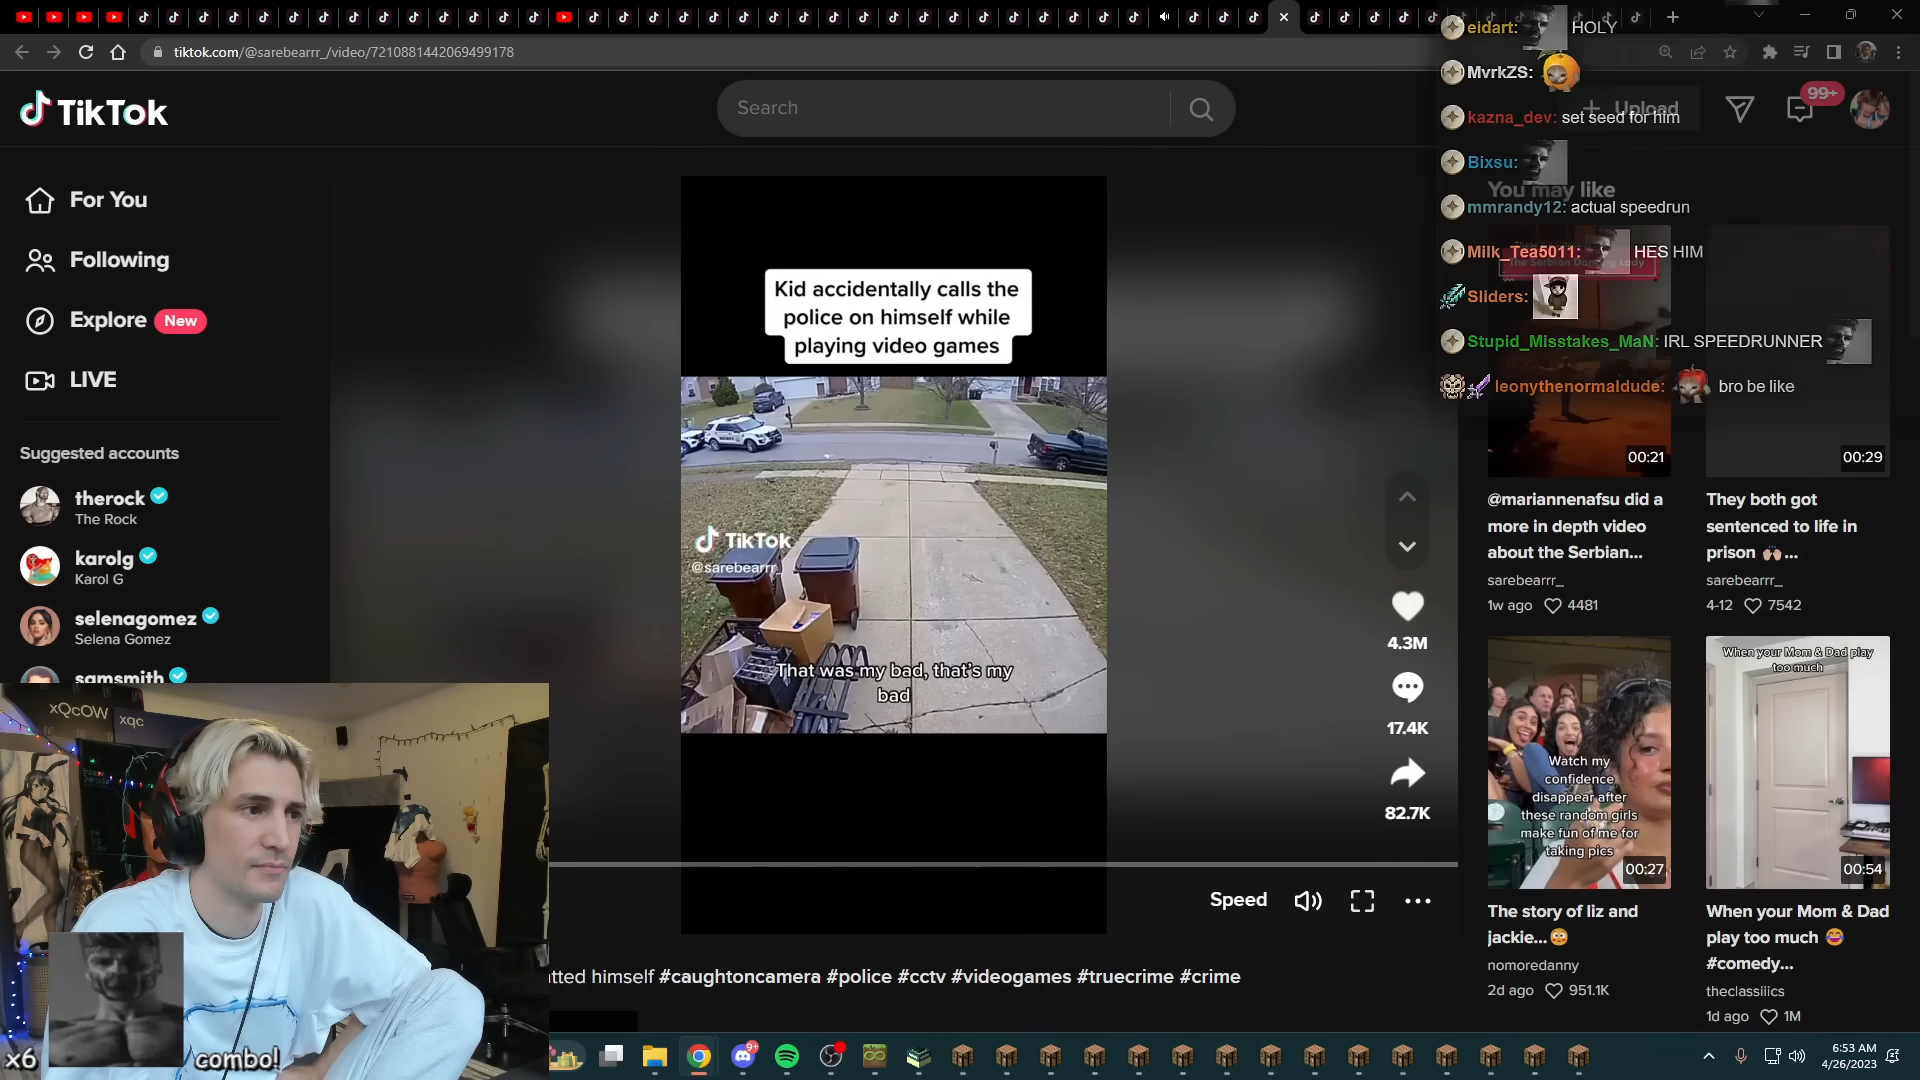 tiktok.com/@sarebearrr_/video/7210881442069499178
TikTok
Search
Upload
99+
For You
Following
Explore New
LIVE
Suggested accounts
therock
The Rock
karolg
Karol G
selenagomez
Selena Gomez
samsmith
Kid accidentally calls the
police on himself while
playing video games
TikTok
@sarebearrr_
That was my bad, that's my
bad
4.3M
17.4K
82.7K
Speed
tted himself #caughtoncamera #police #cctv #videogames #truecrime #crime
eidart: HOLY
MvrkZS:
kazna_dev: set seed for him
Bixsu:
You may like
mmrandy12: actual speedrun
Milk_Tea5011: HES HIM
Sliders:
Stupid_Misstakes_MaN: IRL SPEEDRUNNER
leonythenormaldude: bro be like
00:21
00:29
@mariannenafsu did a
more in depth video
about the Serbian...
sarebearrr_
1w ago 4481
They both got
sentenced to life in
prison 🙌🏼...
sarebearrr_
4-12 7542
Watch my
confidence
disappear after
these random girls
make fun of me for
taking pics
00:27
When your Mom & Dad play
too much
00:54
The story of liz and
jackie...😳
nomoredanny
2d ago 951.1K
When your Mom & Dad
play too much 😂
#comedy...
theclassiiics
1d ago 1M
xQcOW
xqc
x6
combo!
9+
6:53 AM
4/26/2023